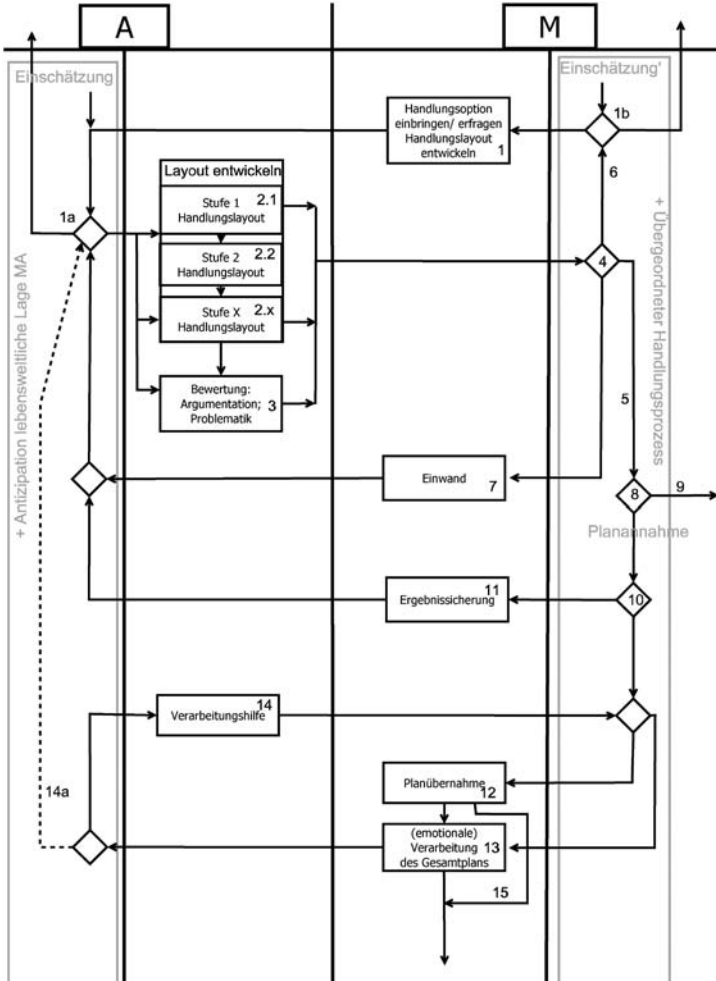 A
M
Einschätzung
Einschätzung'
Handlungsoption
einbringen/ erfragen
Handlungslayout
entwickeln
1
1b
6
Layout entwickeln
1a
Stufe 1
Handlungslayout
2.1
Stufe 2
Handlungslayout
2.2
Stufe X
Handlungslayout
2.x
Bewertung:
Argumentation;
Problematik
3
4
5
+ Antizipation lebensweltliche Lage MA
+ Übergeordneter Handlungsprozess
Einwand
7
8
9
Planannahme
Ergebnissicherung
11
10
Verarbeitungshilfe
14
Planübernahme
12
14a
(emotionale)
Verarbeitung
des Gesamtplans
13
15